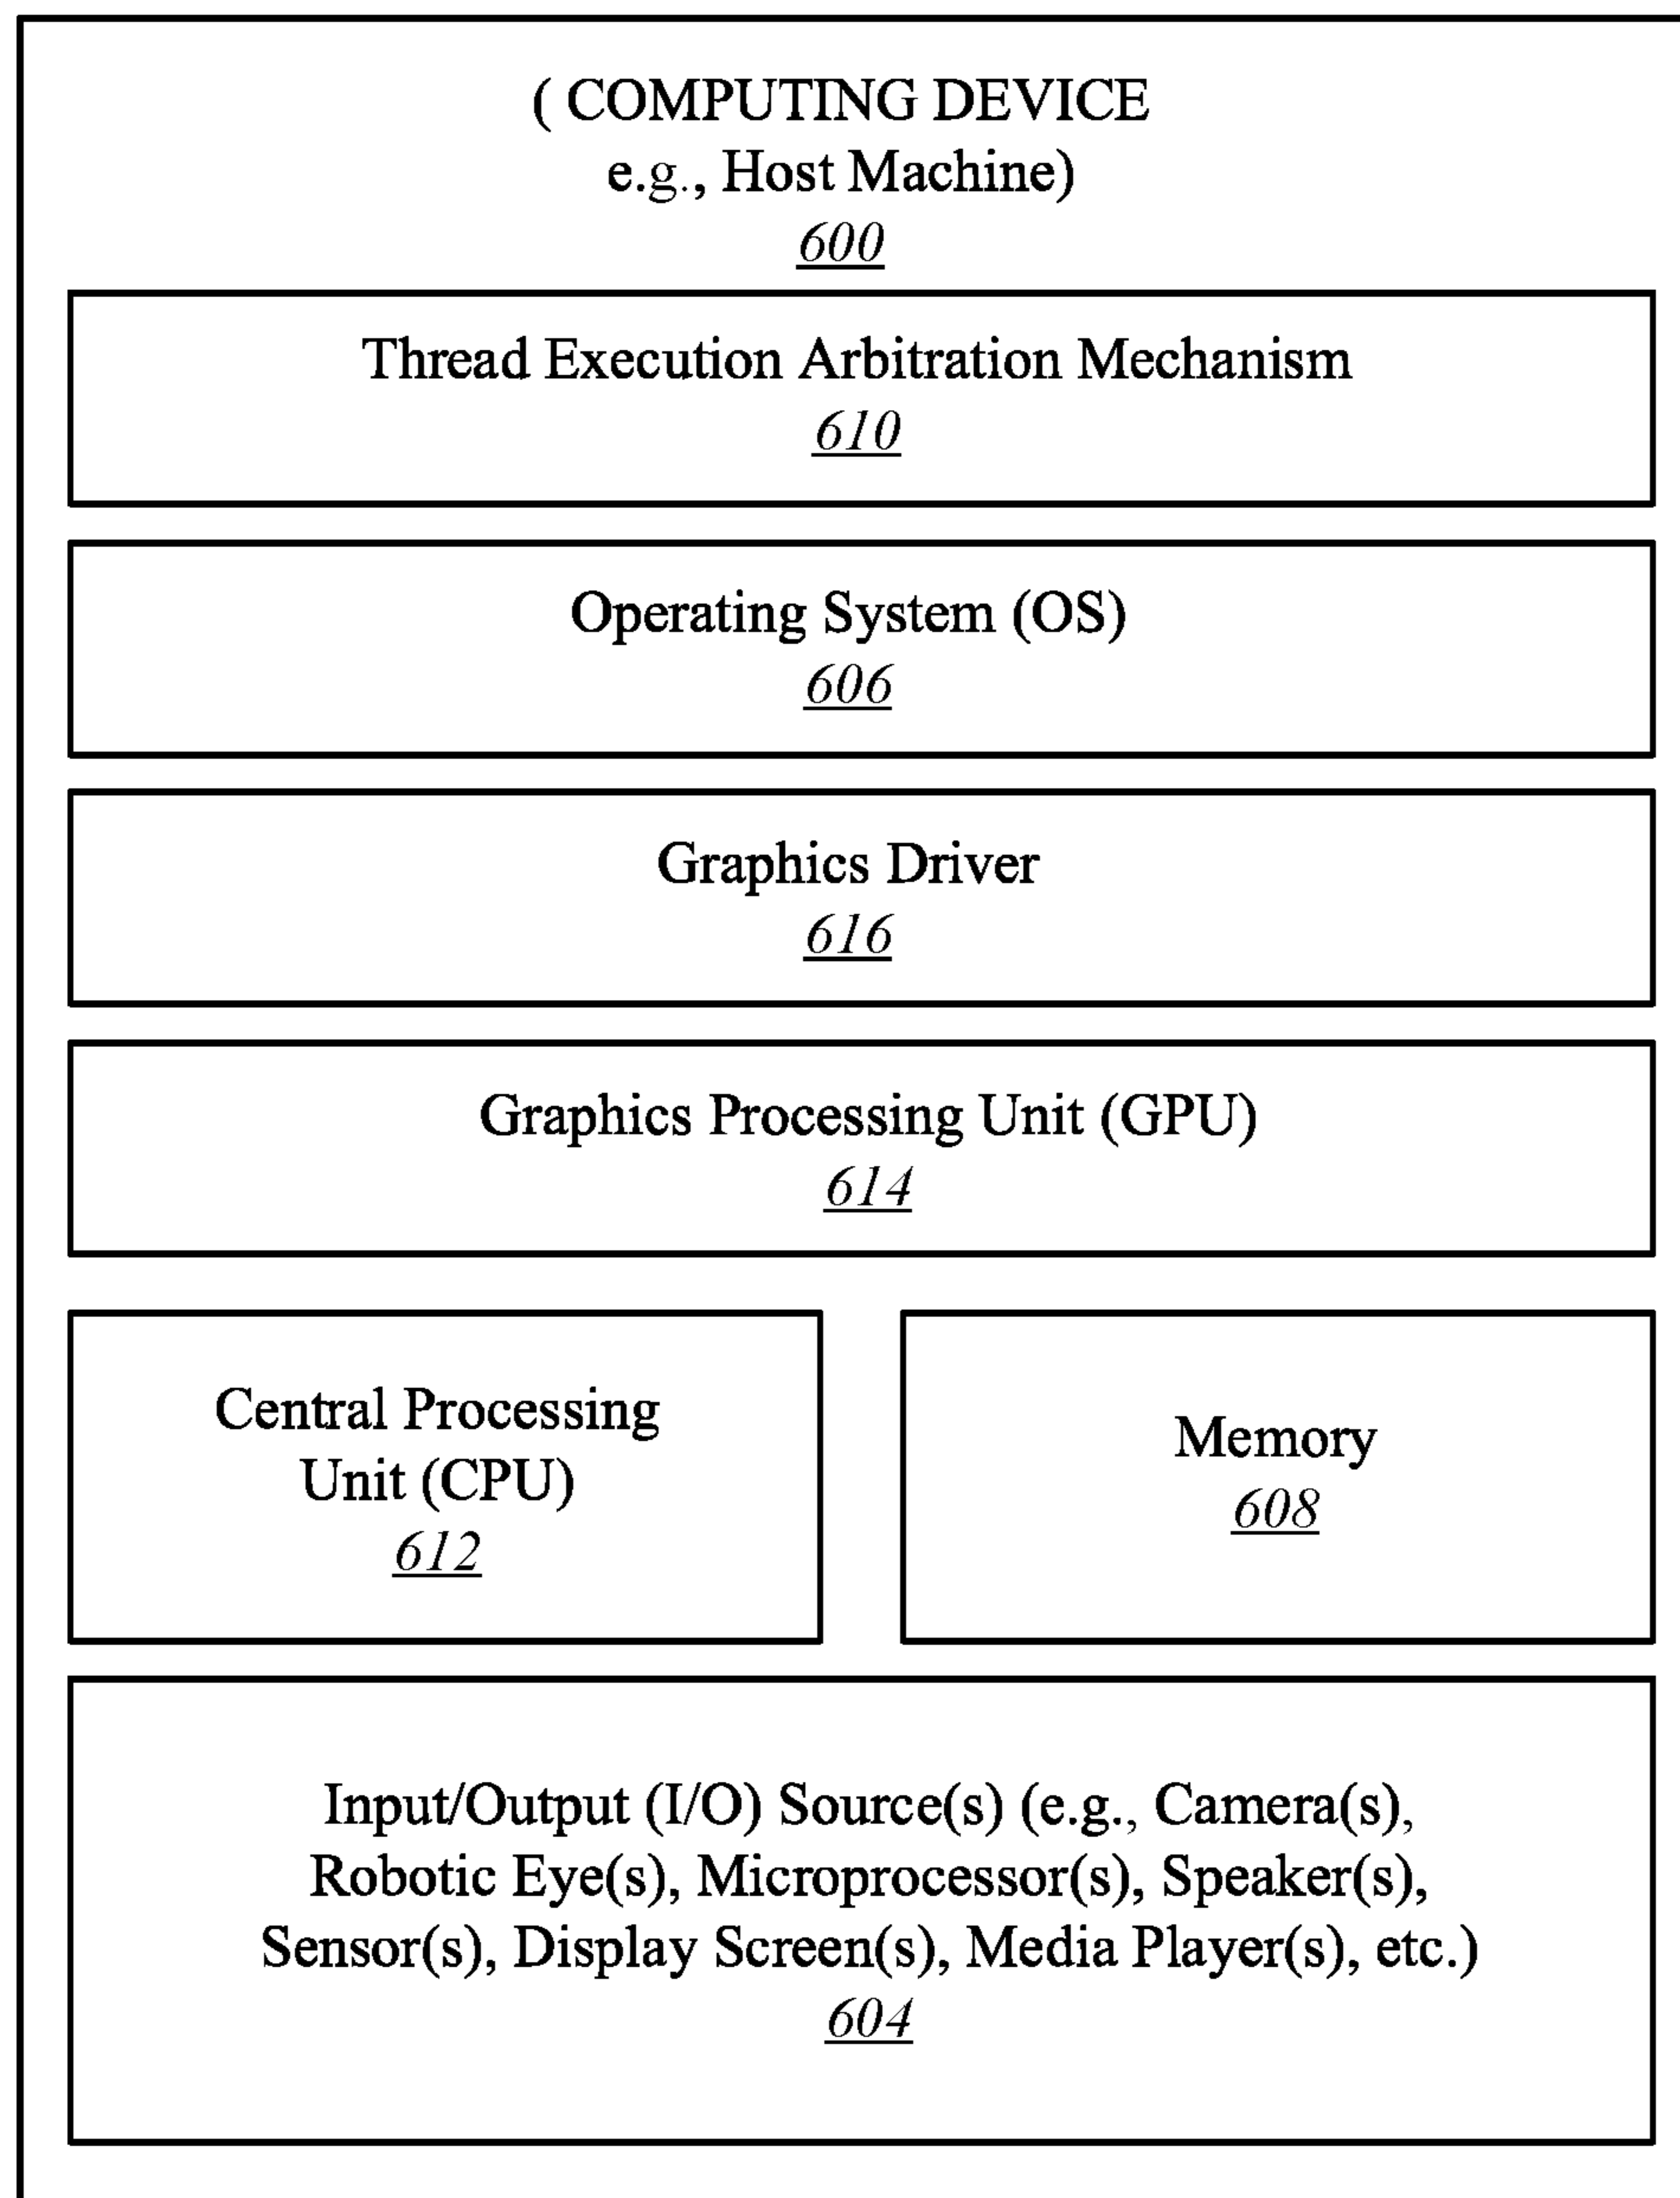 ( COMPUTING DEVICE
e.g., Host Machine)
600
Thread Execution Arbitration Mechanism
610
Operating System (OS)
606
Graphics Driver
616
Graphics Processing Unit (GPU)
614
Central Processing
Unit (CPU)
612
Memory
608
Input/Output (I/O) Source(s) (e.g., Camera(s),
Robotic Eye(s), Microprocessor(s), Speaker(s),
Sensor(s), Display Screen(s), Media Player(s), etc.)
604